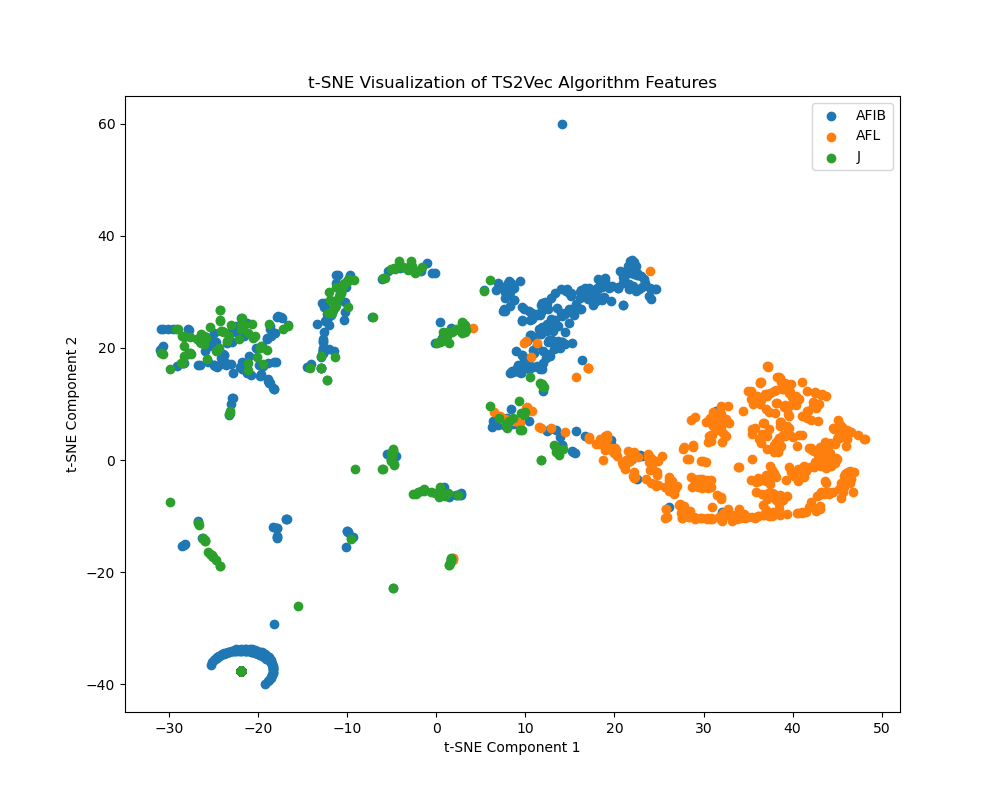 t-SNE Visualization of TS2Vec Algorithm Features
AFIB
AFL
J
60
40
20
0
−20
−40
t-SNE Component 2
−30 −20 −10 0 10 20 30 40 50
t-SNE Component 1